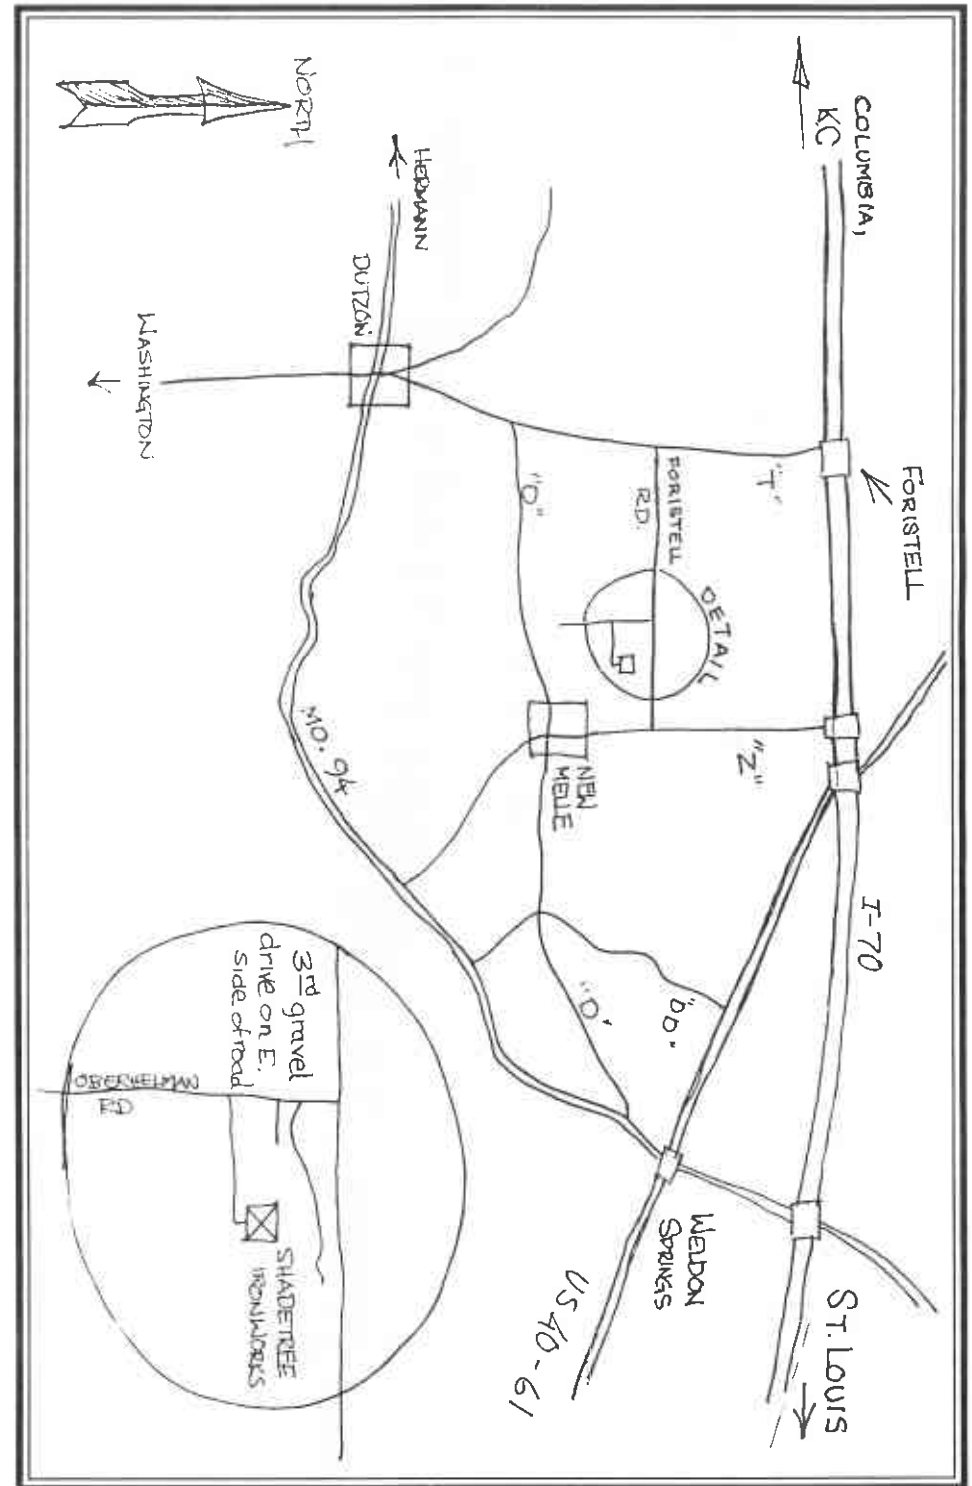 COLUMBIA,
KC
FORISTELL
I-70
ST. LOUIS
NORTH
HERMANN
DUTZÓW
WASHINGTON
"T"
FORISTELL
RD.
DETAIL
"D"
"Z"
NEW
MELLE
MO. 94
"DD"
"D"
WELDON
SPRINGS
US 40-61
3rd gravel
drive on E.
side of road
OBERHELMAN
RD
SHADETREE
IRONWORKS